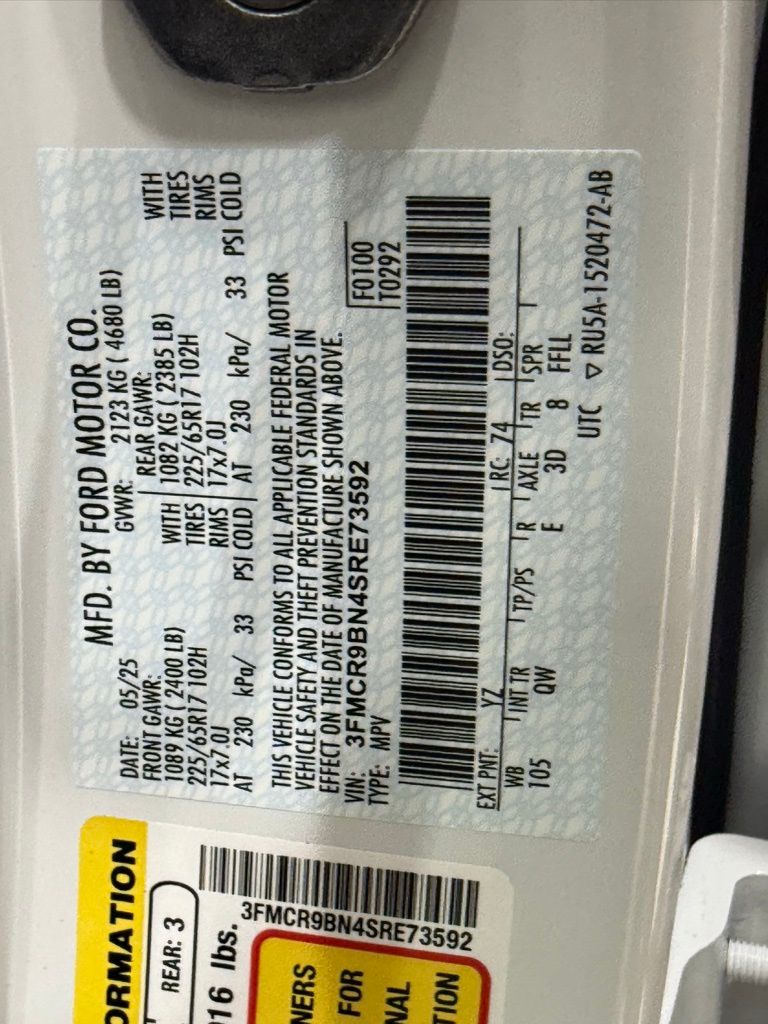 MFD. BY FORD MOTOR CO.
DATE: 05/25 GVWR: 2123 KG ( 4680 LB)
FRONT GAWR: REAR GAWR:
1089 KG ( 2400 LB) WITH 1082 KG ( 2385 LB) WITH
225/65R17 102H TIRES 225/65R17 102H TIRES
17x7.0J RIMS 17x7.0J RIMS
AT 230 kPa/ 33 PSI COLD AT 230 kPa/ 33 PSI COLD
THIS VEHICLE CONFORMS TO ALL APPLICABLE FEDERAL MOTOR
VEHICLE SAFETY AND THEFT PREVENTION STANDARDS IN
EFFECT ON THE DATE OF MANUFACTURE SHOWN ABOVE.
VIN: 3FMCR9BN4SRE73592 F0100
TYPE: MPV T0292
EXT PNT: YZ RC: 74 DSO:
WB INT TR TP/PS R AXLE TR SPR
105 QW E 3D 8 FFLL
UTC ▽ RU5A-1520472-AB
ORMATION
REAR: 3
916 lbs.
3FMCR9BN4SRE73592
NERS
FOR
NAL
TION